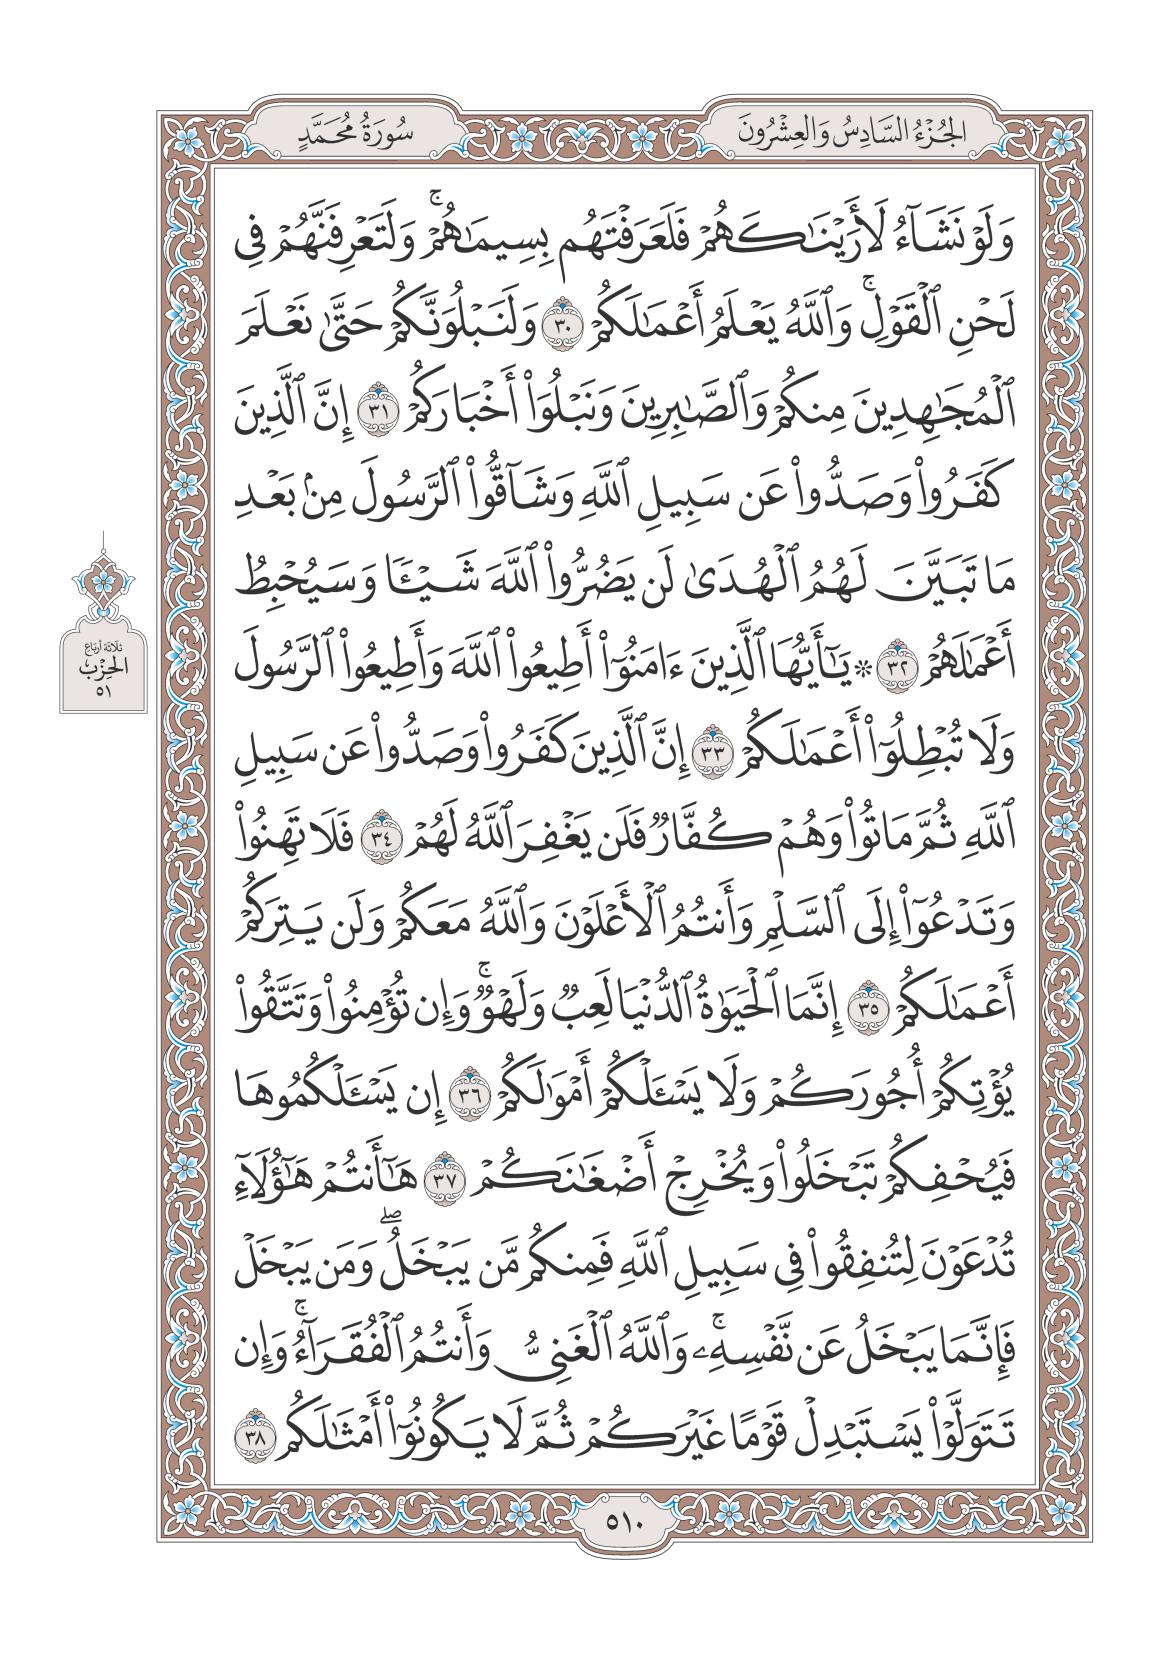 الجُزْءُ السَّادِسُ وَالعِشْرُونَ
سُورَةُ مُحَمَّدٍ
وَلَوْ نَشَآءُ لَأَرَيْنَـٰكَهُمْ فَلَعَرَفْتَهُم بِسِيمَـٰهُمْۚ وَلَتَعْرِفَنَّهُمْ فِى
لَحْنِ ٱلْقَوْلِۚ وَٱللَّهُ يَعْلَمُ أَعْمَـٰلَكُمْ ٣٠ وَلَنَبْلُوَنَّكُمْ حَتَّىٰ نَعْلَمَ
ٱلْمُجَـٰهِدِينَ مِنكُمْ وَٱلصَّـٰبِرِينَ وَنَبْلُوَا۟ أَخْبَارَكُمْ ٣١ إِنَّ ٱلَّذِينَ
كَفَرُوا۟ وَصَدُّوا۟ عَن سَبِيلِ ٱللَّهِ وَشَآقُّوا۟ ٱلرَّسُولَ مِنۢ بَعْدِ
مَا تَبَيَّنَ لَهُمُ ٱلْهُدَىٰ لَن يَضُرُّوا۟ ٱللَّهَ شَيْـًٔا وَسَيُحْبِطُ
أَعْمَـٰلَهُمْ ٣٢ ۞ يَـٰٓأَيُّهَا ٱلَّذِينَ ءَامَنُوٓا۟ أَطِيعُوا۟ ٱللَّهَ وَأَطِيعُوا۟ ٱلرَّسُولَ
وَلَا تُبْطِلُوٓا۟ أَعْمَـٰلَكُمْ ٣٣ إِنَّ ٱلَّذِينَ كَفَرُوا۟ وَصَدُّوا۟ عَن سَبِيلِ
ٱللَّهِ ثُمَّ مَاتُوا۟ وَهُمْ كُفَّارٌ فَلَن يَغْفِرَ ٱللَّهُ لَهُمْ ٣٤ فَلَا تَهِنُوا۟
وَتَدْعُوٓا۟ إِلَى ٱلسَّلْمِ وَأَنتُمُ ٱلْأَعْلَوْنَ وَٱللَّهُ مَعَكُمْ وَلَن يَتِرَكُمْ
أَعْمَـٰلَكُمْ ٣٥ إِنَّمَا ٱلْحَيَوٰةُ ٱلدُّنْيَا لَعِبٌ وَلَهْوٌۚ وَإِن تُؤْمِنُوا۟ وَتَتَّقُوا۟
يُؤْتِكُمْ أُجُورَكُمْ وَلَا يَسْـَٔلْكُمْ أَمْوَٰلَكُمْ ٣٦ إِن يَسْـَٔلْكُمُوهَا
فَيُحْفِكُمْ تَبْخَلُوا۟ وَيُخْرِجْ أَضْغَـٰنَكُمْ ٣٧ هَـٰٓأَنتُمْ هَـٰٓؤُلَآءِ
تُدْعَوْنَ لِتُنفِقُوا۟ فِى سَبِيلِ ٱللَّهِ فَمِنكُم مَّن يَبْخَلُۖ وَمَن يَبْخَلْ
فَإِنَّمَا يَبْخَلُ عَن نَّفْسِهِۦۚ وَٱللَّهُ ٱلْغَنِىُّ وَأَنتُمُ ٱلْفُقَرَآءُۚ وَإِن
تَتَوَلَّوْا۟ يَسْتَبْدِلْ قَوْمًا غَيْرَكُمْ ثُمَّ لَا يَكُونُوٓا۟ أَمْثَـٰلَكُم ٣٨
ثلاثة أرباع
الحِزْب
٥١
٥١٠